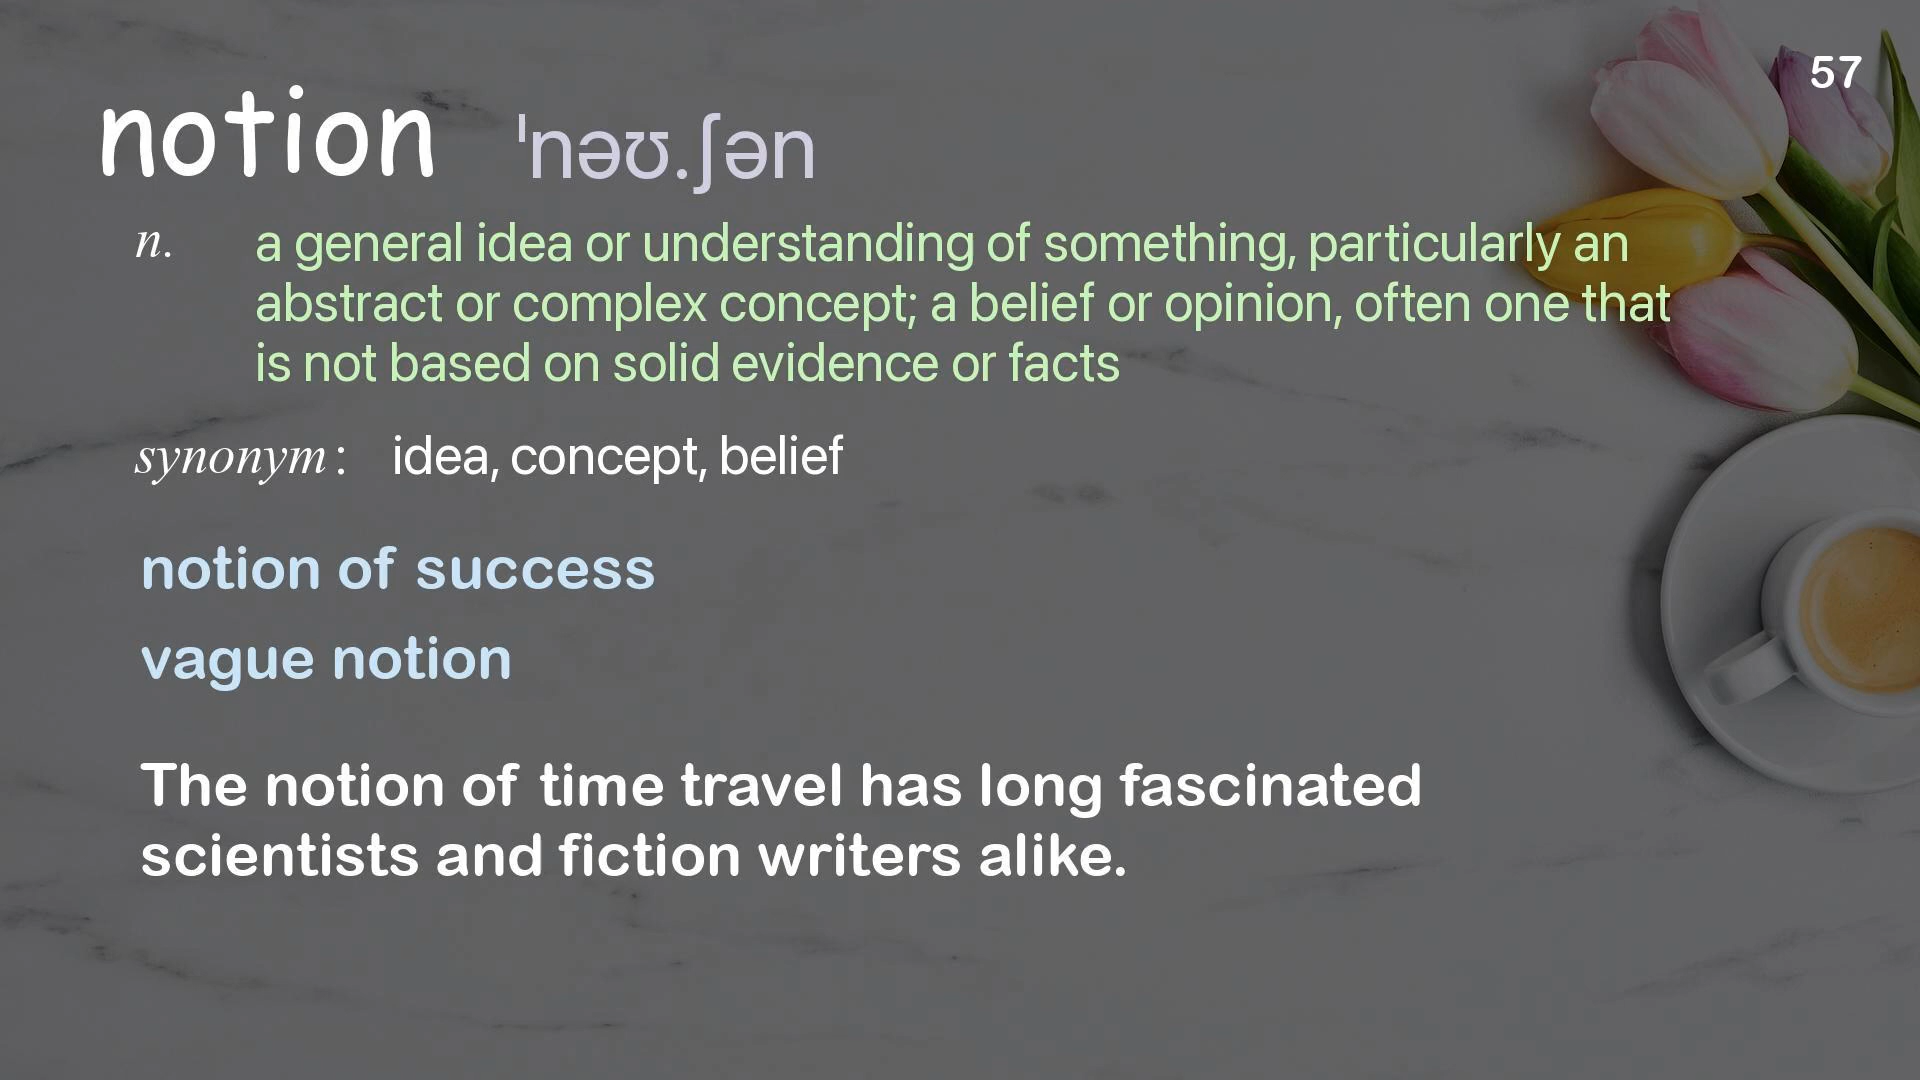 57
notion ˈnəʊ.ʃən
n. a general idea or understanding of something, particularly an
abstract or complex concept; a belief or opinion, often one that
is not based on solid evidence or facts
synonym: idea, concept, belief
notion of success
vague notion
The notion of time travel has long fascinated
scientists and fiction writers alike.